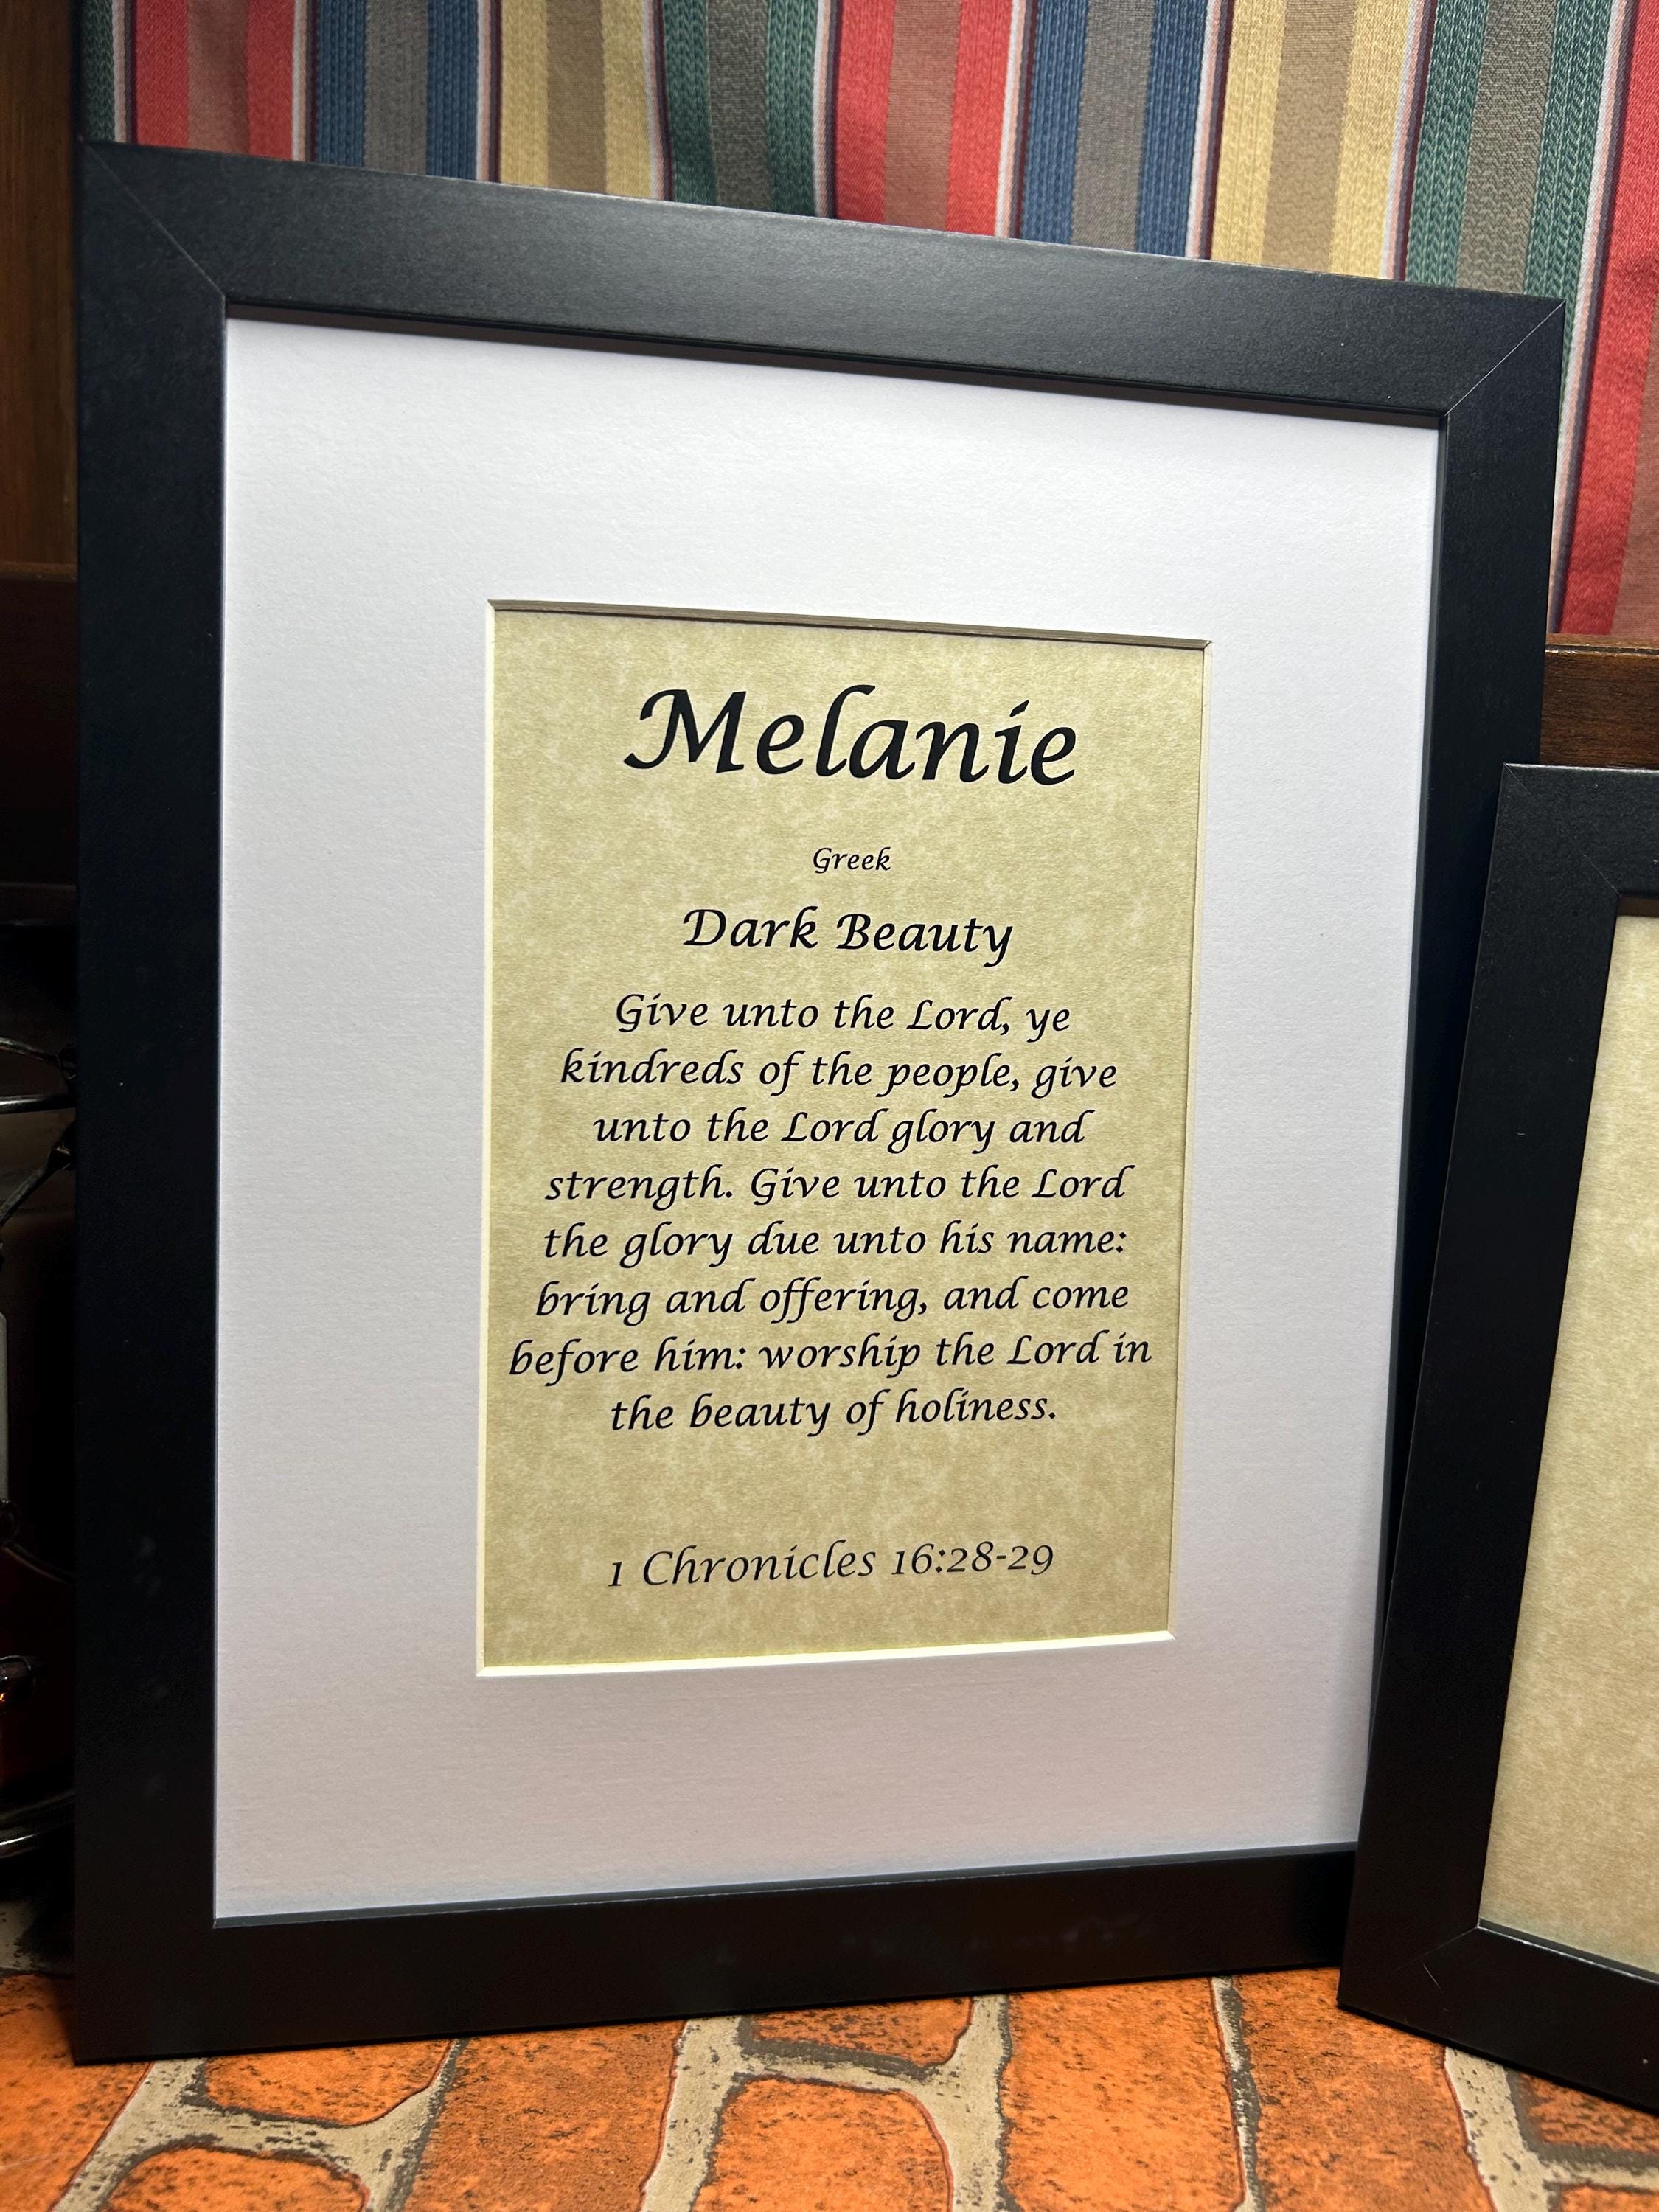 Melanie
Greek
Dark Beauty
Give unto the Lord, ye
kindreds of the people, give
unto the Lord glory and
strength. Give unto the Lord
the glory due unto his name:
bring and offering, and come
before him: worship the Lord in
the beauty of holiness.
1 Chronicles 16:28-29